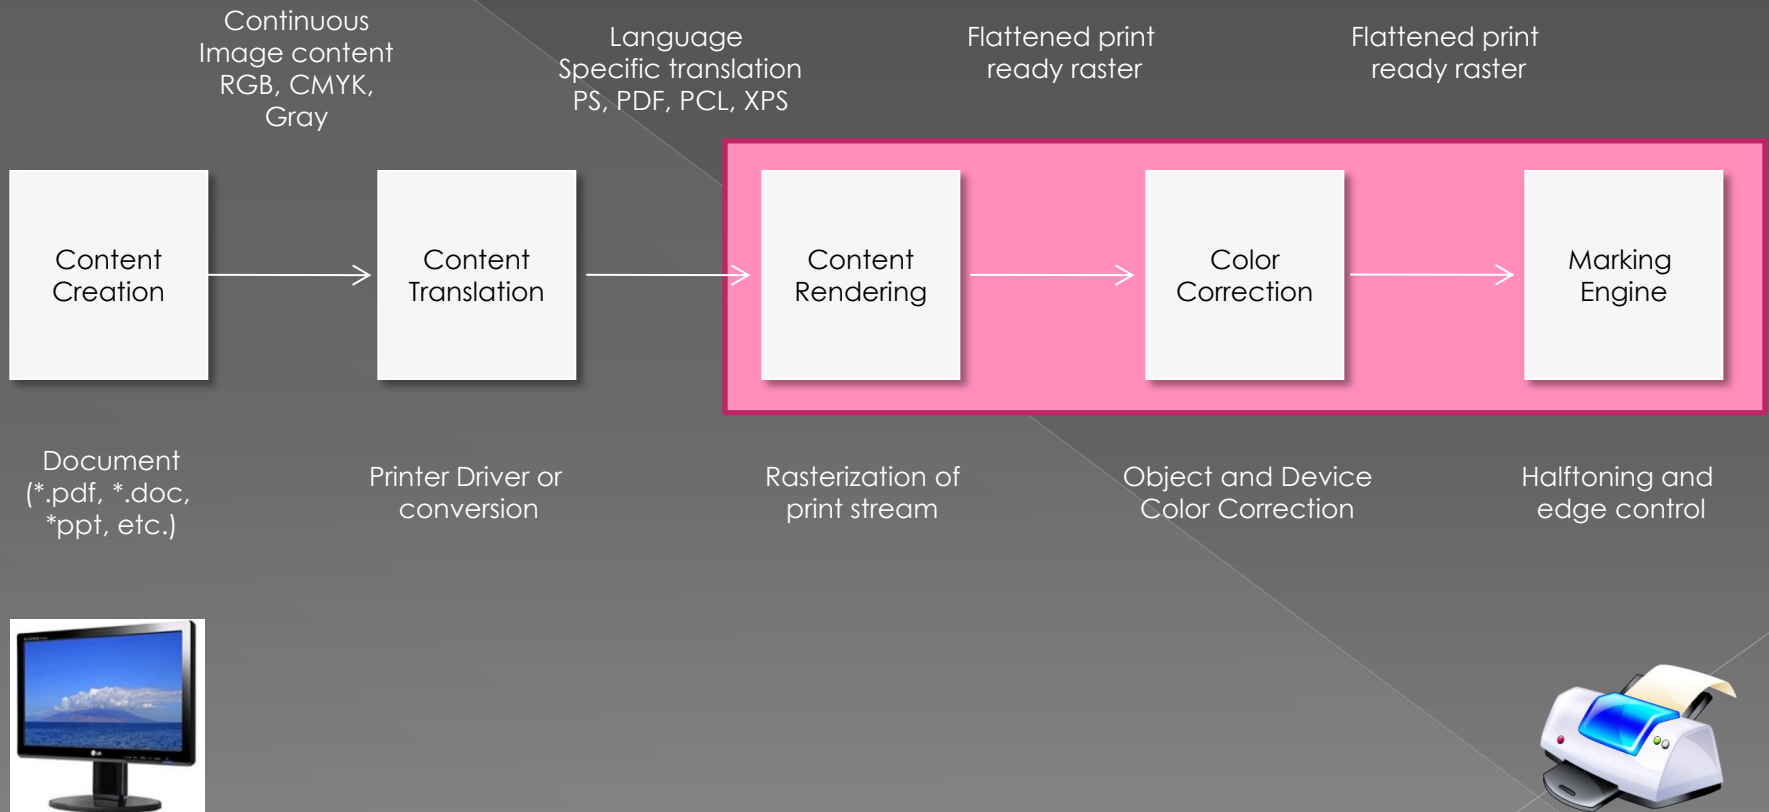 Continuous
Image content
RGB, CMYK,
Gray
Language
Specific translation
PS, PDF, PCL, XPS
Flattened print
ready raster
Flattened print
ready raster
Content
Creation
Content
Translation
Content
Rendering
Color
Correction
Marking
Engine
Document
(*.pdf, *.doc,
*ppt, etc.)
Printer Driver or
conversion
Rasterization of
print stream
Object and Device
Color Correction
Halftoning and
edge control
LG